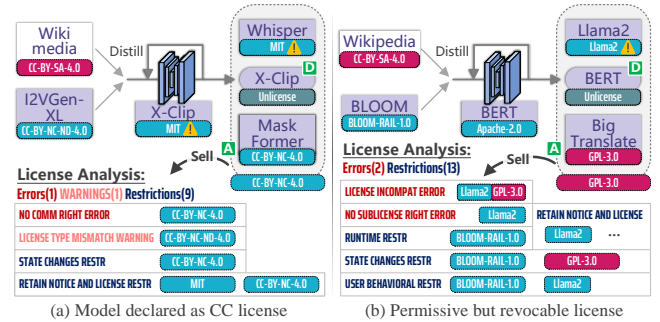 Wiki
media
CC-BY-SA-4.0
I2VGen-
XL
CC-BY-NC-ND-4.0
Distill
X-Clip
MIT
Whisper
MIT
D
X-Clip
Unlicense
Mask
Former
CC-BY-NC-4.0
A
CC-BY-NC-4.0
Sell
License Analysis:
Errors(1) WARNINGS(1) Restrictions(9)
NO COMM RIGHT ERROR CC-BY-NC-4.0
LICENSE TYPE MISMATCH WARNING CC-BY-NC-ND-4.0
STATE CHANGES RESTR CC-BY-NC-4.0
RETAIN NOTICE AND LICENSE RESTR MIT CC-BY-NC-4.0
(a) Model declared as CC license
Wikipedia
CC-BY-SA-4.0
BLOOM
BLOOM-RAIL-1.0
Distill
BERT
Apache-2.0
Llama2
Llama2
D
BERT
Unlicense
Big
Translate
GPL-3.0
A
GPL-3.0
Sell
License Analysis:
Errors(2) Restrictions(13)
LICENSE INCOMPAT ERROR Llama2 GPL-3.0
NO SUBLICENSE RIGHT ERROR Llama2 RETAIN NOTICE AND LICENSE
RUNTIME RESTR BLOOM-RAIL-1.0 Llama2 ...
STATE CHANGES RESTR BLOOM-RAIL-1.0 GPL-3.0
USER BEHAVIORAL RESTR BLOOM-RAIL-1.0 Llama2
(b) Permissive but revocable license